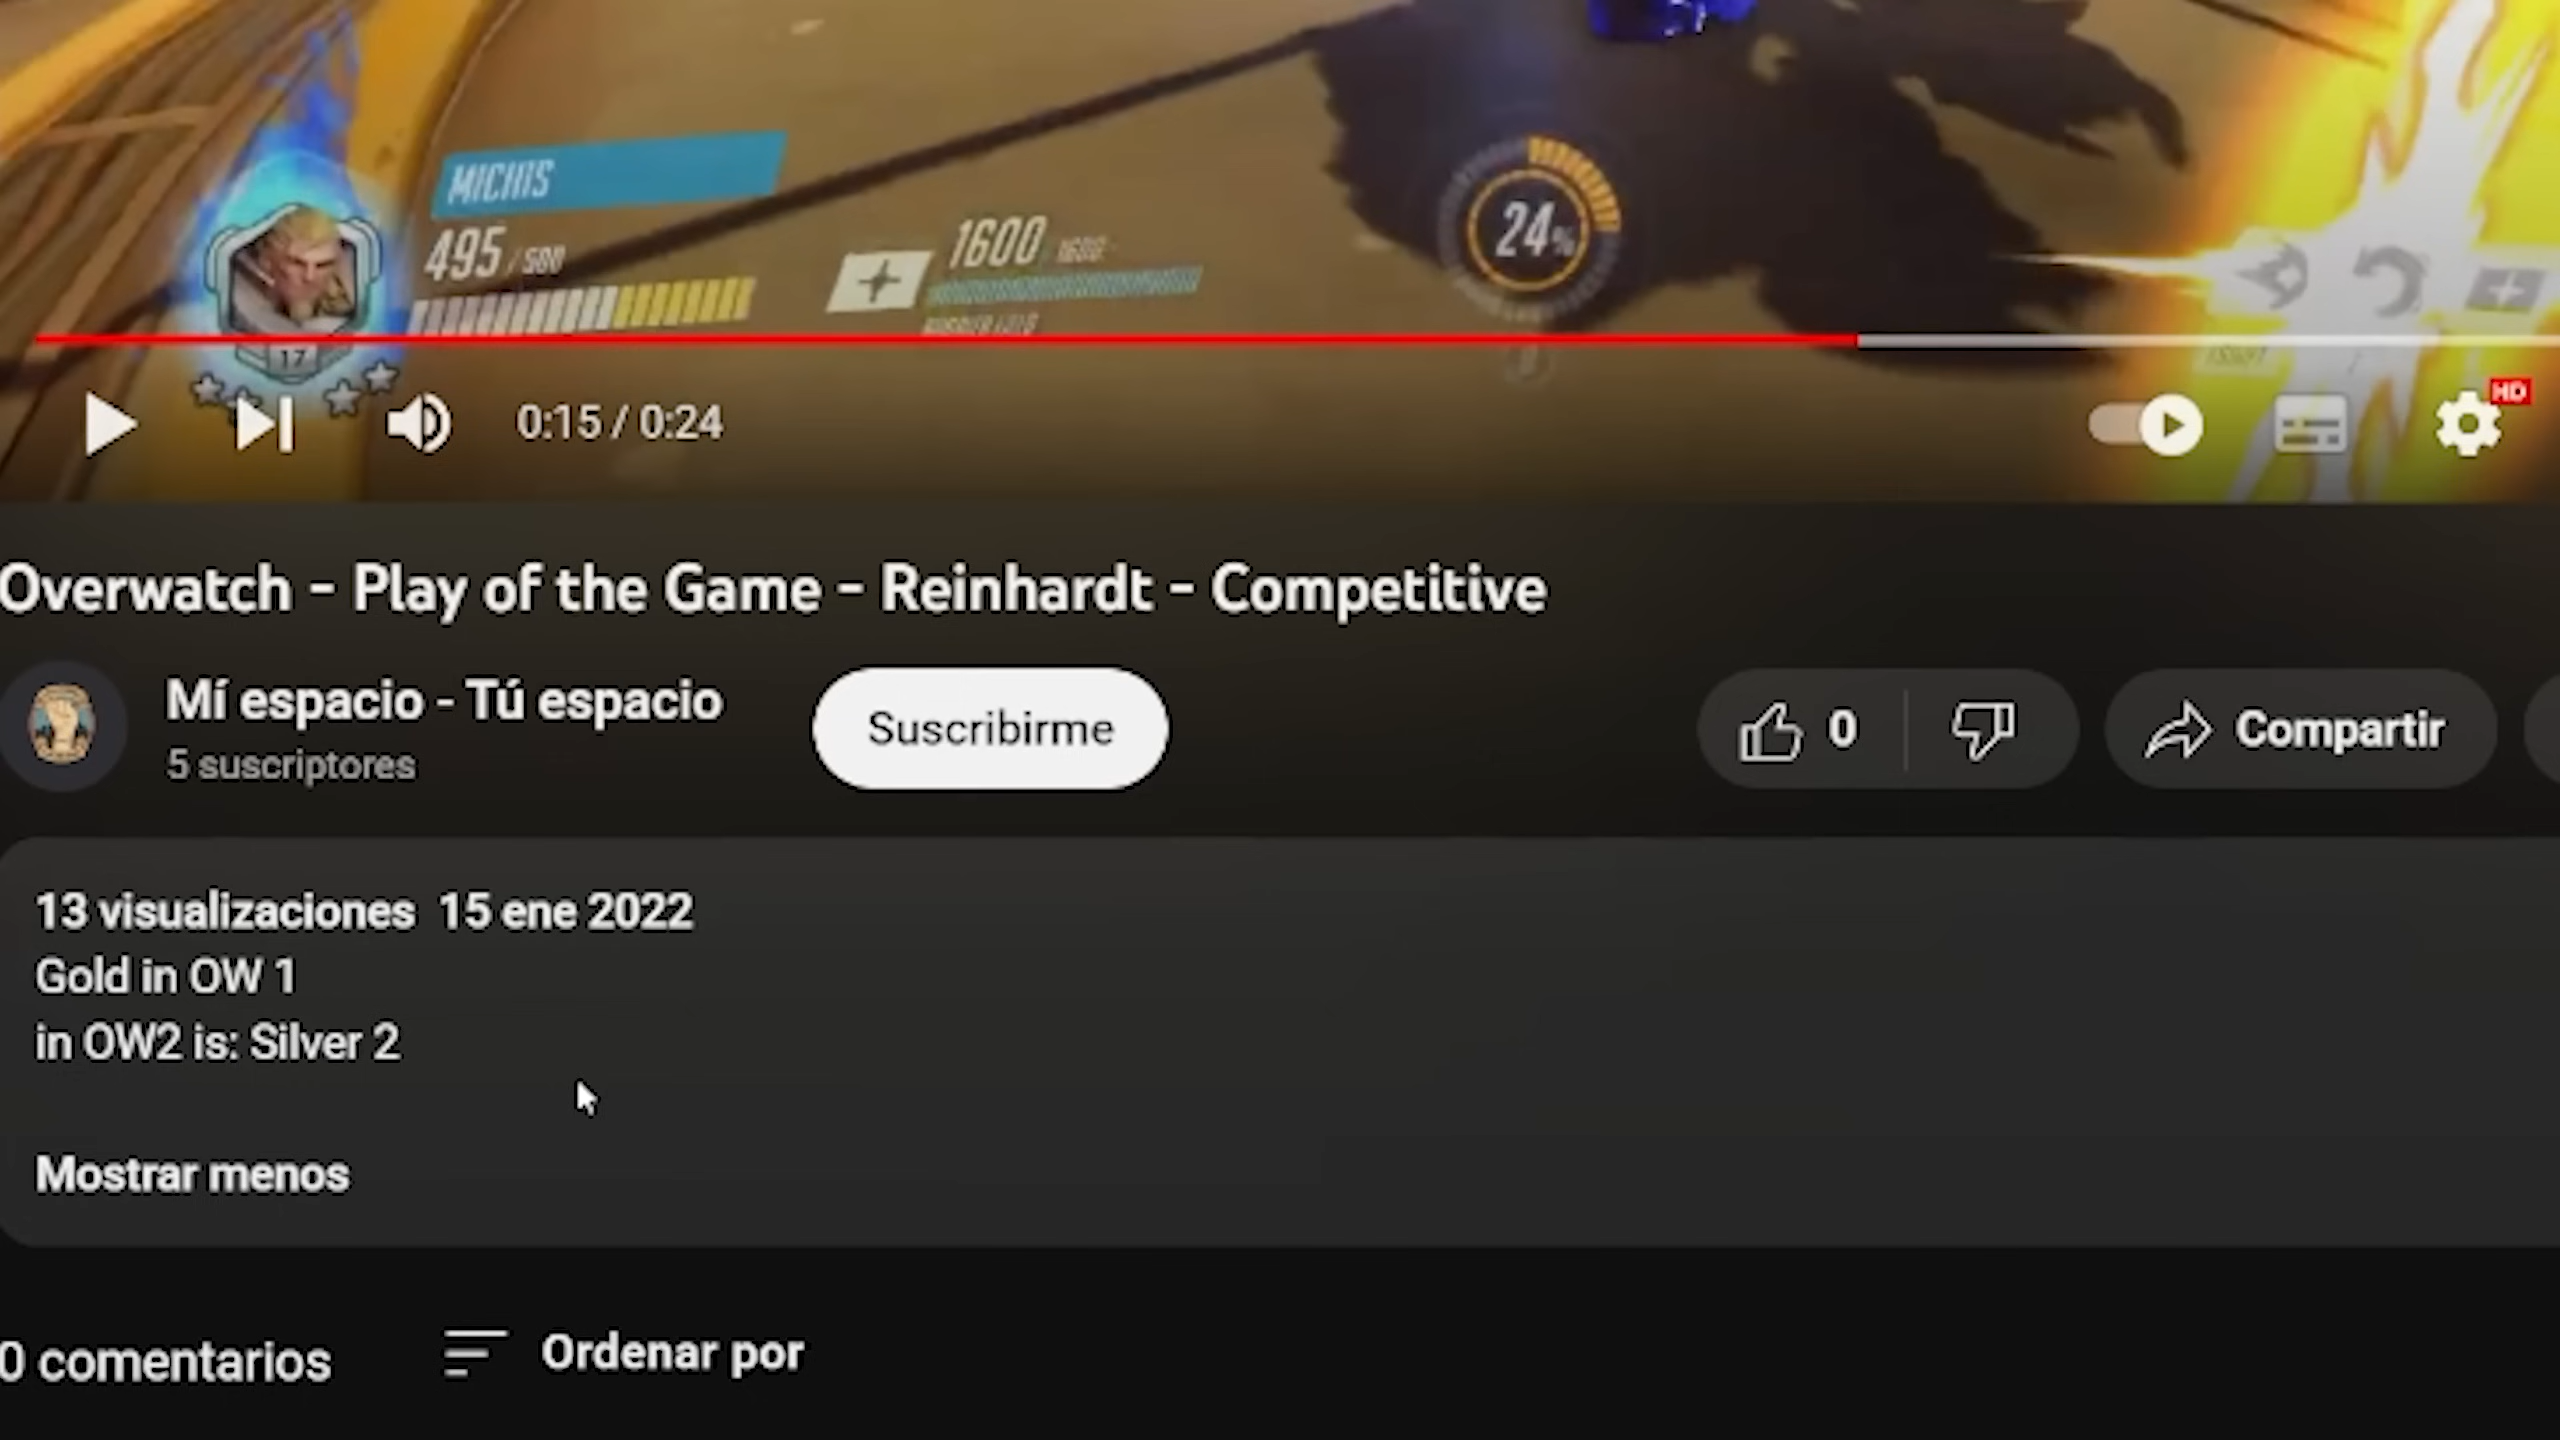 MICHIS
495 / 500
1600
24%
17
0:15 / 0:24
HD
Overwatch - Play of the Game - Reinhardt - Competitive
Mí espacio - Tú espacio
5 suscriptores
Suscribirme
0
Compartir
13 visualizaciones 15 ene 2022
Gold in OW 1
in OW2 is: Silver 2
Mostrar menos
0 comentarios
Ordenar por